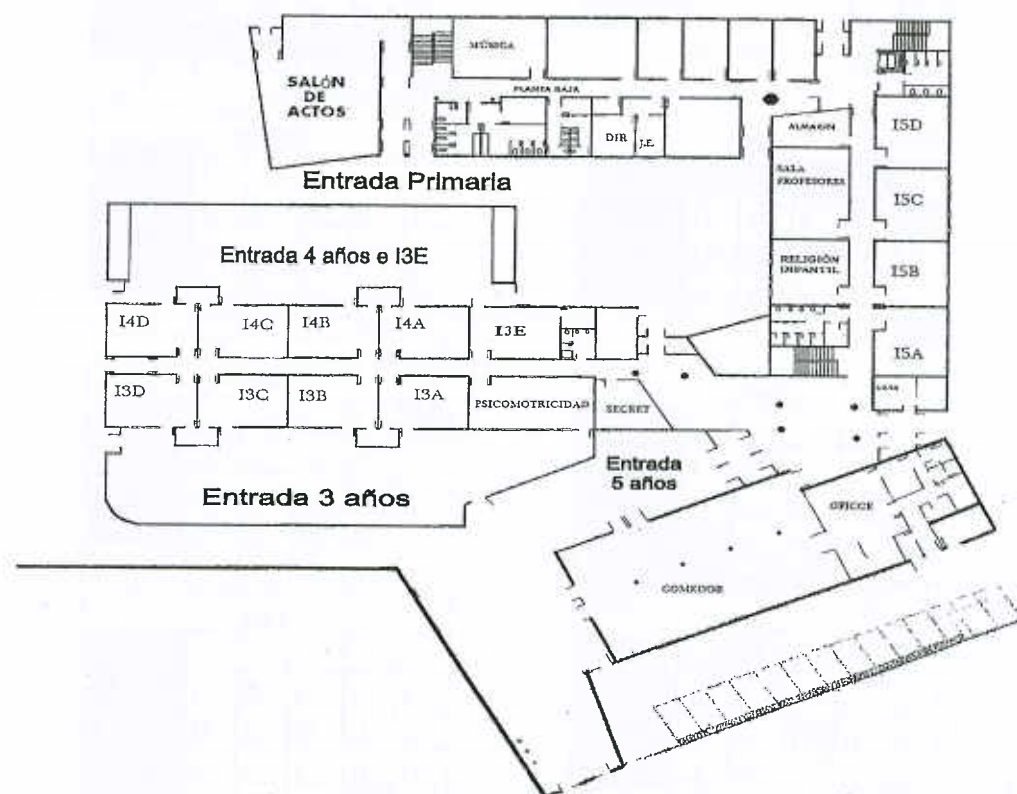 MÚSICA
SALÓN
DE
ACTOS
PLANTA BAJA
DIR
J.E.
ALMACÉN
I5D
SALA
PROFESORES
I5C
Entrada Primaria
Entrada 4 años e I3E
RELIGIÓN
INFANTIL
I5B
I4D
I4C
I4B
I4A
I3E
I5A
I3D
I3C
I3B
I3A
PSICOMOTRICIDAD
SECRET
Entrada
5 años
Entrada 3 años
OFICCE
COMEDOR